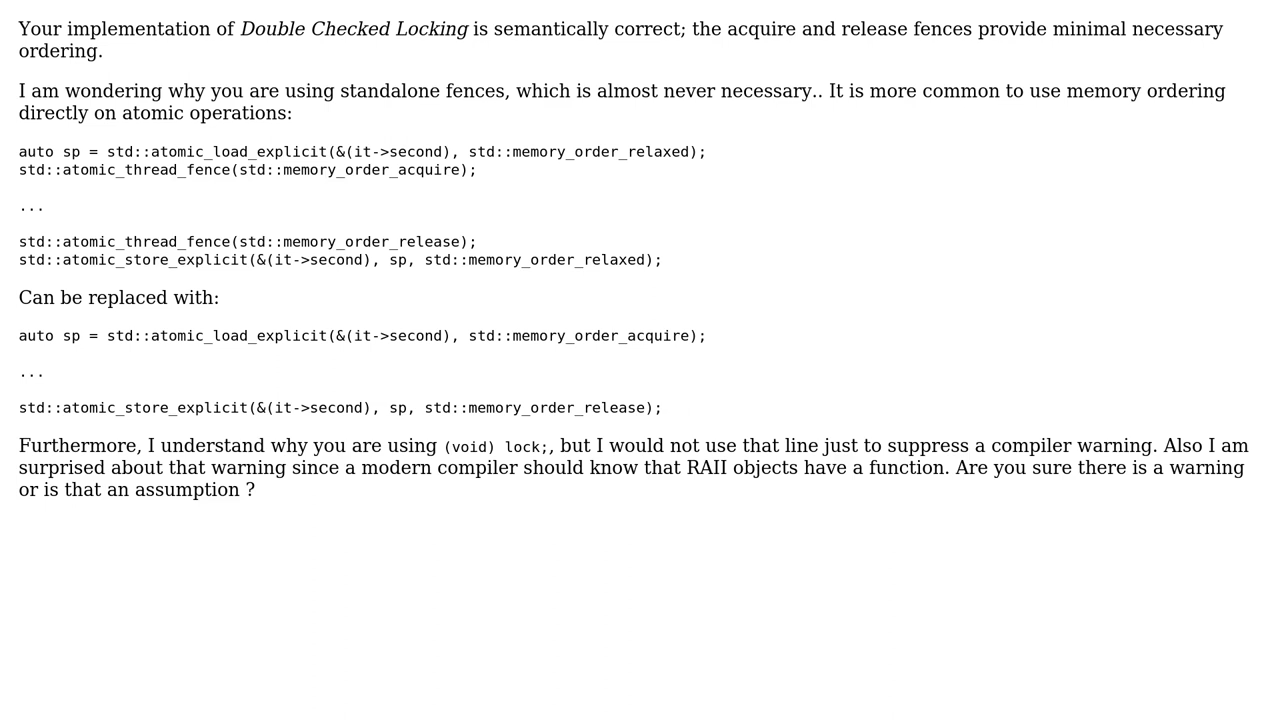 Your implementation of Double Checked Locking is semantically correct; the acquire and release fences provide minimal necessary
ordering.
I am wondering why you are using standalone fences, which is almost never necessary.. It is more common to use memory ordering
directly on atomic operations:
auto sp = std::atomic_load_explicit(&(it->second), std::memory_order_relaxed);
std::atomic_thread_fence(std::memory_order_acquire);
...
std::atomic_thread_fence(std::memory_order_release);
std::atomic_store_explicit(&(it->second), sp, std::memory_order_relaxed);
Can be replaced with:
auto sp = std::atomic_load_explicit(&(it->second), std::memory_order_acquire);
...
std::atomic_store_explicit(&(it->second), sp, std::memory_order_release);
Furthermore, I understand why you are using (void) lock;, but I would not use that line just to suppress a compiler warning. Also I am
surprised about that warning since a modern compiler should know that RAII objects have a function. Are you sure there is a warning
or is that an assumption ?